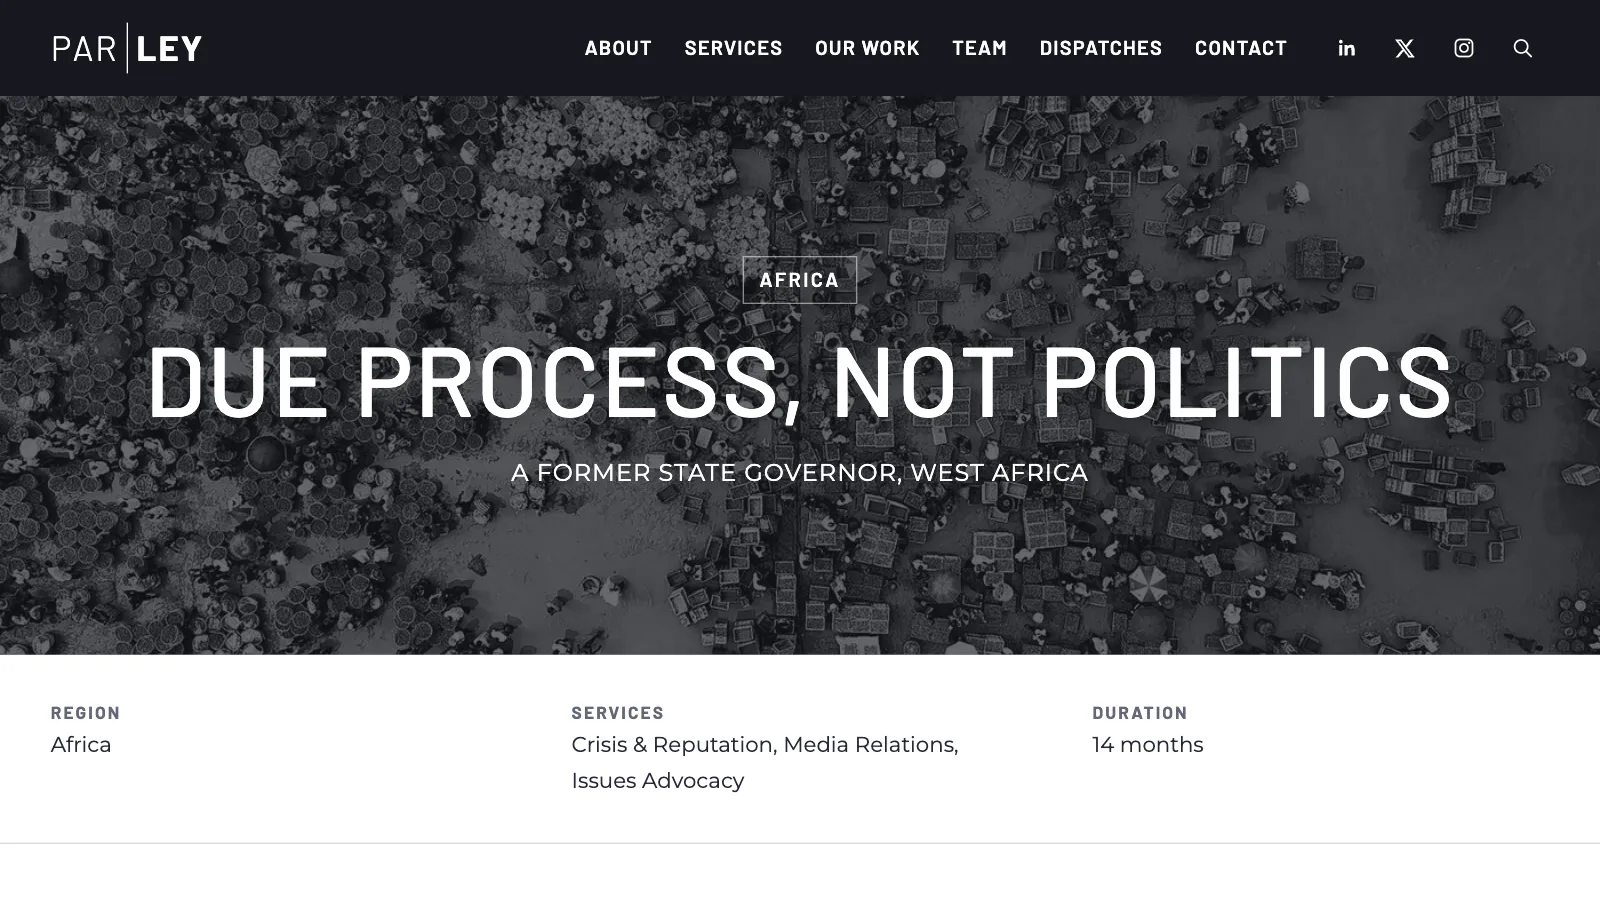 PAR|LEY
ABOUT SERVICES OUR WORK TEAM DISPATCHES CONTACT
AFRICA
DUE PROCESS, NOT POLITICS
A FORMER STATE GOVERNOR, WEST AFRICA
REGION
Africa
SERVICES
Crisis & Reputation, Media Relations,
Issues Advocacy
DURATION
14 months